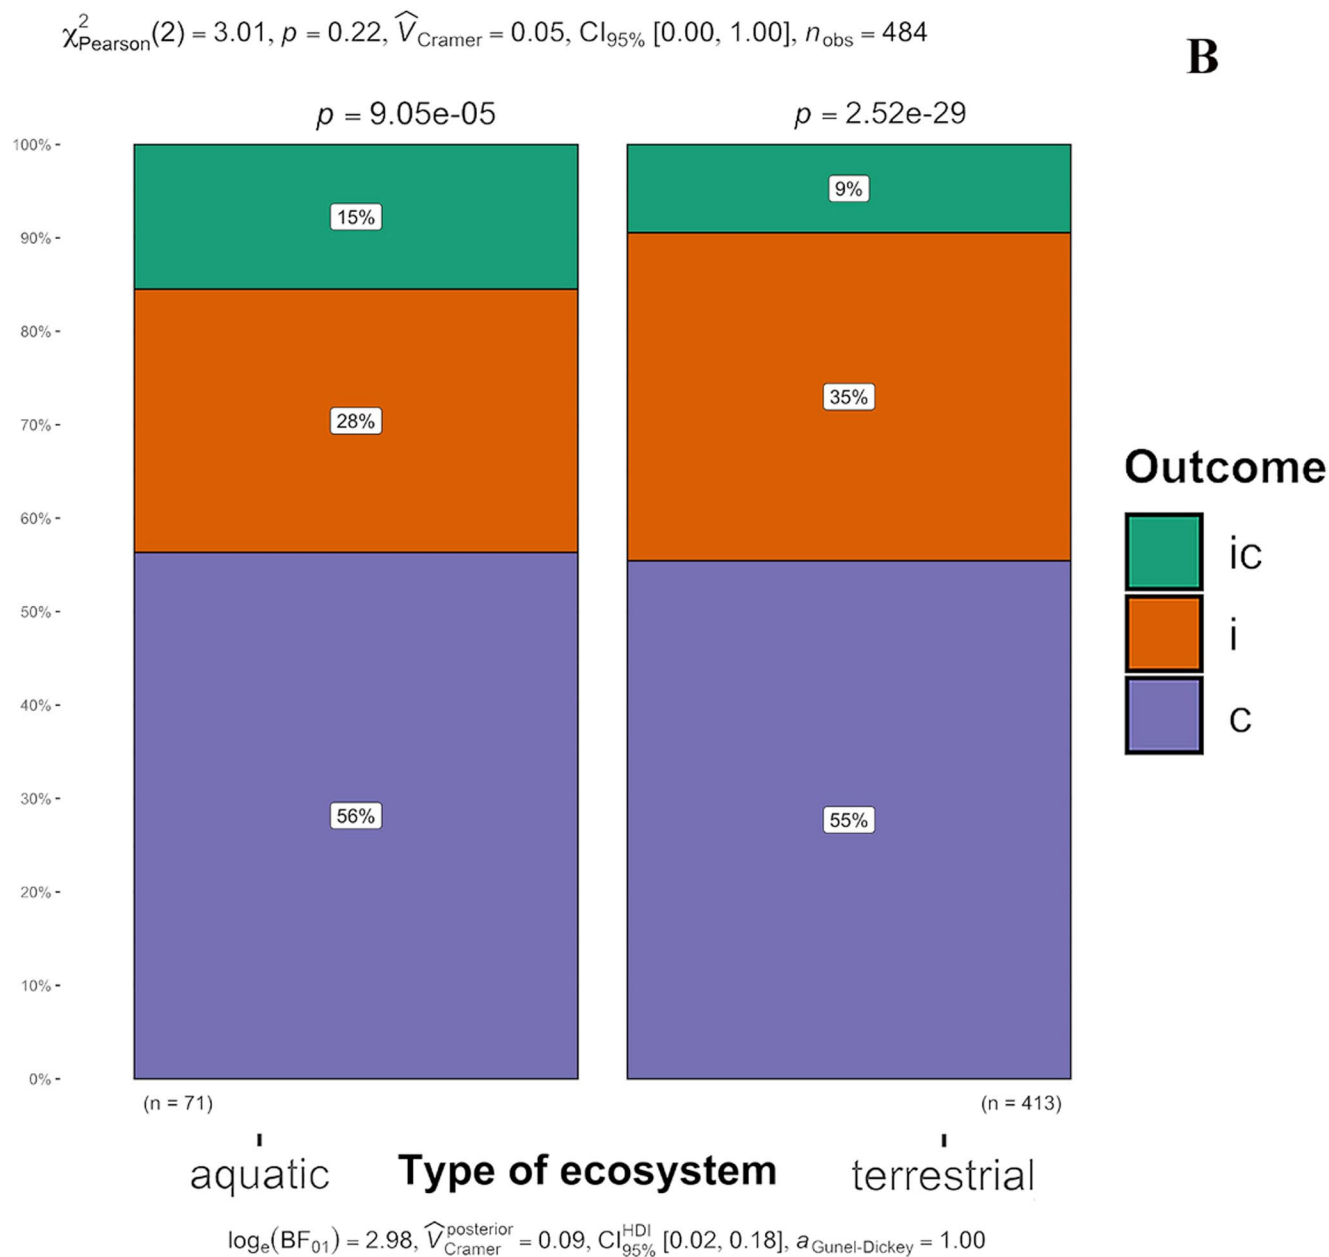 χ²Pearson(2) = 3.01, p = 0.22, V̂Cramer = 0.05, CI95% [0.00, 1.00], nobs = 484
B
p = 9.05e-05 p = 2.52e-29
100%
90%
80%
70%
60%
50%
40%
30%
20%
10%
0%
15%
28%
56%
9%
35%
55%
Outcome
ic
i
c
(n = 71) (n = 413)
aquatic Type of ecosystem terrestrial
loge(BF01) = 2.98, V̂posteriorCramer = 0.09, CIHDI95% [0.02, 0.18], aGunel-Dickey = 1.00